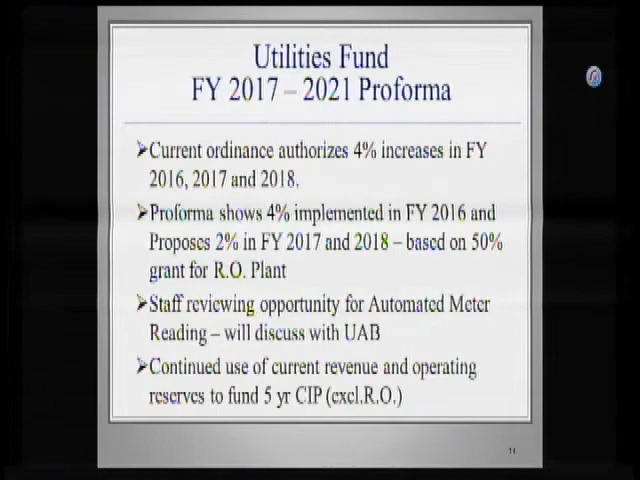 Utilities Fund
FY 2017 – 2021 Proforma
➤Current ordinance authorizes 4% increases in FY
2016, 2017 and 2018.
➤Proforma shows 4% implemented in FY 2016 and
Proposes 2% in FY 2017 and 2018 – based on 50%
grant for R.O. Plant
➤Staff reviewing opportunity for Automated Meter
Reading – will discuss with UAB
➤Continued use of current revenue and operating
reserves to fund 5 yr CIP (excl.R.O.)